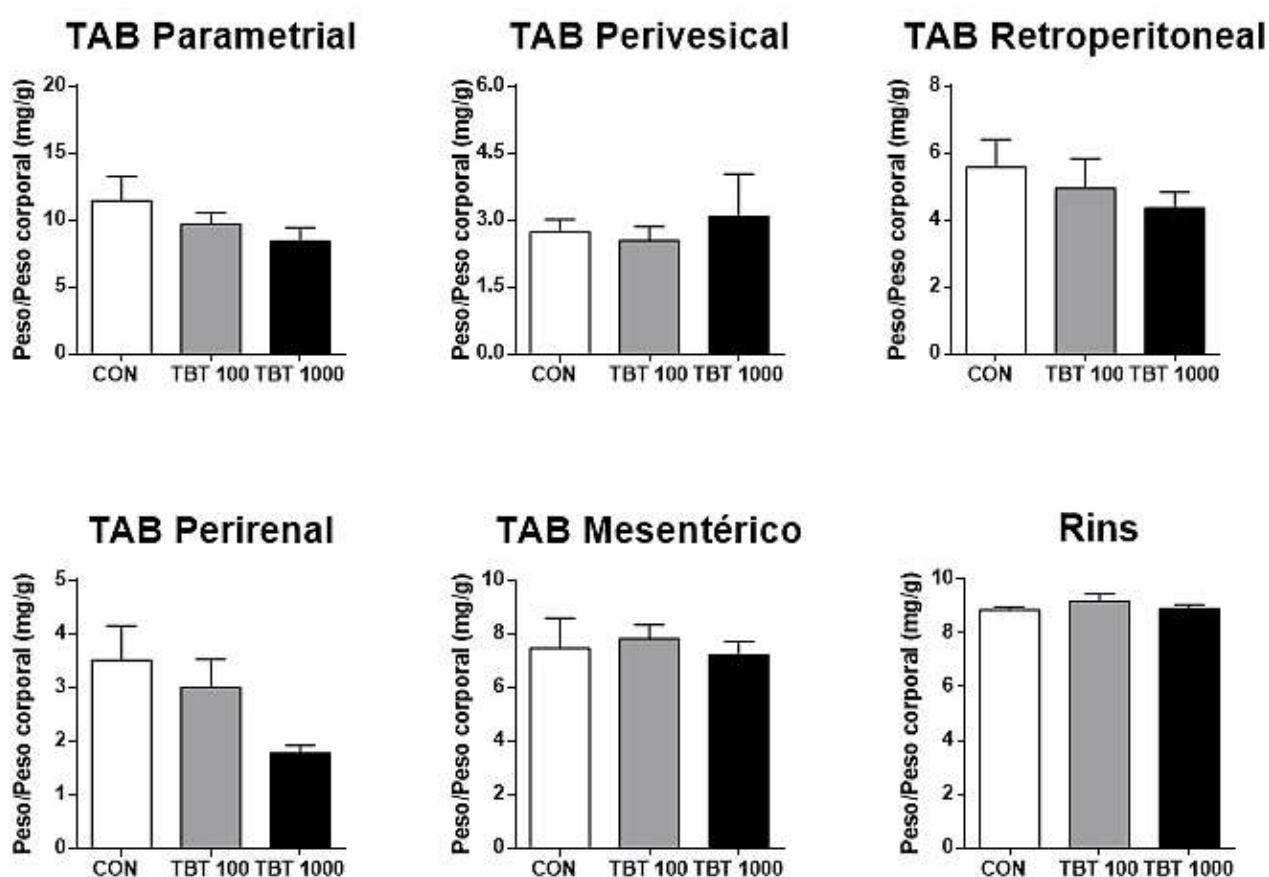 TAB Parametrial
Peso/Peso corporal (mg/g)
20
15
10
5
0
CON TBT 100 TBT 1000
TAB Perivesical
Peso/Peso corporal (mg/g)
6.0
4.5
3.0
1.5
0.0
CON TBT 100 TBT 1000
TAB Retroperitoneal
Peso/Peso corporal (mg/g)
8
6
4
2
0
CON TBT 100 TBT 1000
TAB Perirenal
Peso/Peso corporal (mg/g)
5
4
3
2
1
0
CON TBT 100 TBT 1000
TAB Mesentérico
Peso/Peso corporal (mg/g)
10
8
6
4
2
0
CON TBT 100 TBT 1000
Rins
Peso/Peso corporal (mg/g)
10
8
6
4
2
0
CON TBT 100 TBT 1000